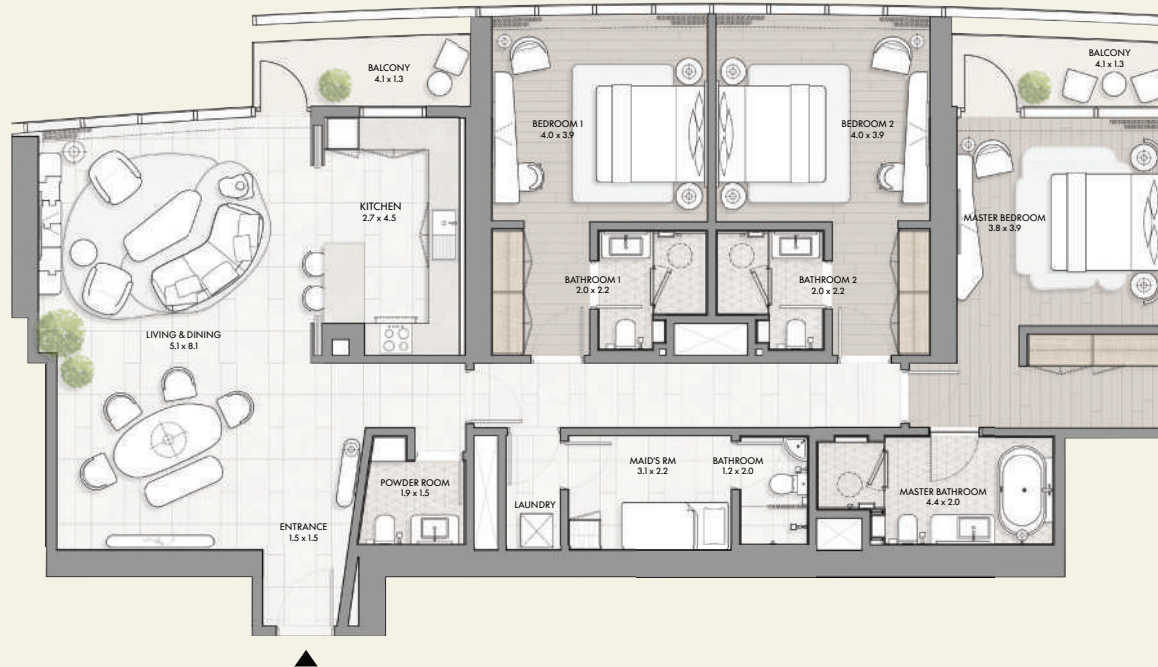 BALCONY
4.1 x 1.3
BALCONY
4.1 x 1.3
BEDROOM 1
4.0 x 3.9
BEDROOM 2
4.0 x 3.9
KITCHEN
2.7 x 4.5
MASTER BEDROOM
3.8 x 3.9
BATHROOM 1
2.0 x 2.2
BATHROOM 2
2.0 x 2.2
LIVING & DINING
5.1 x 8.1
MAID'S RM
3.1 x 2.2
BATHROOM
1.2 x 2.0
POWDER ROOM
1.9 x 1.5
MASTER BATHROOM
4.4 x 2.0
LAUNDRY
ENTRANCE
1.5 x 1.5